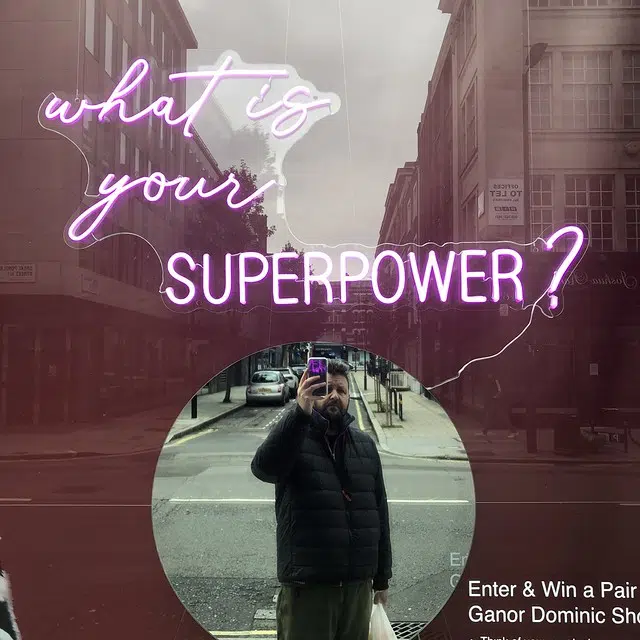 what is
your
SUPERPOWER?
OFFICES
TO LET
Enter & Win a Pair
Ganor Dominic Sho